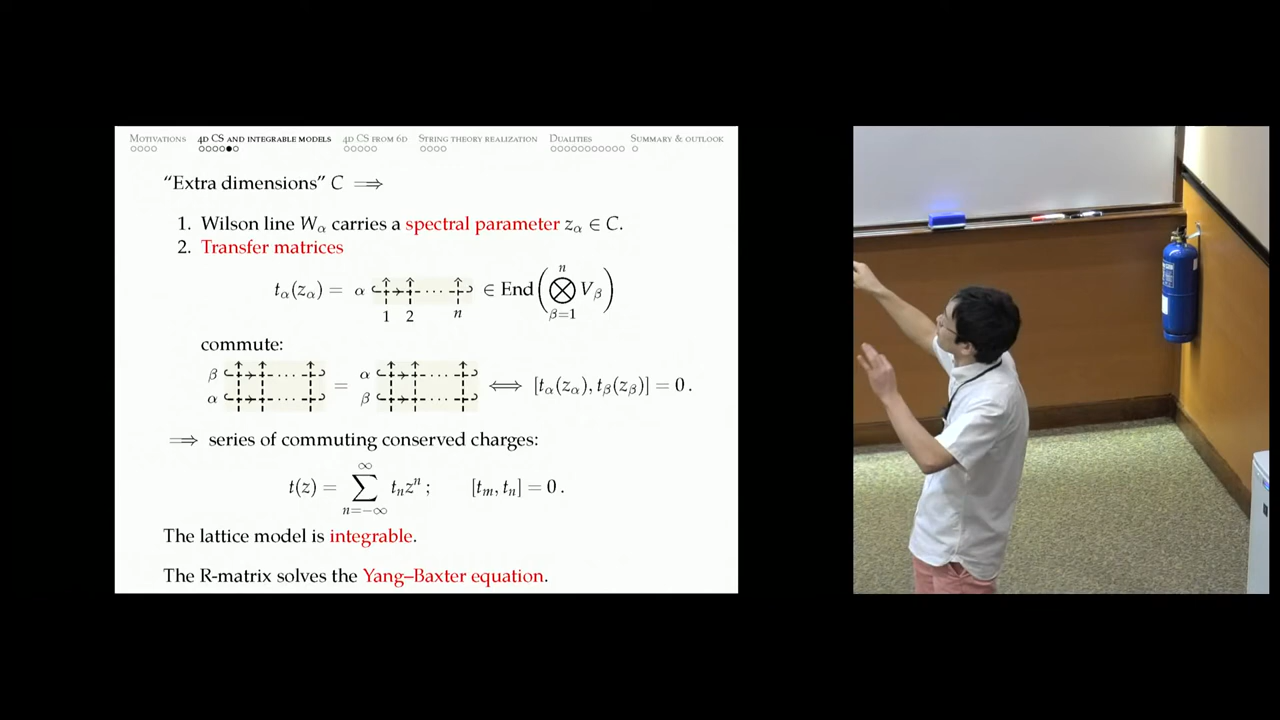 MOTIVATIONS 4D CS AND INTEGRABLE MODELS 4D CS FROM 6D STRING THEORY REALIZATION DUALITIES SUMMARY & OUTLOOK
“Extra dimensions” C ⟹
1. Wilson line W_α carries a spectral parameter z_α ∈ C.
2. Transfer matrices
t_α(z_α) = α ··· ∈ End(⨂_{β=1}^{n} V_β)
1 2 n
commute:
β ··· = α ··· ⟺ [t_α(z_α), t_β(z_β)] = 0 .
α ··· β ···
⟹ series of commuting conserved charges:
t(z) = ∑_{n=−∞}^{∞} t_n z^n ; [t_m, t_n] = 0 .
The lattice model is integrable.
The R-matrix solves the Yang–Baxter equation.